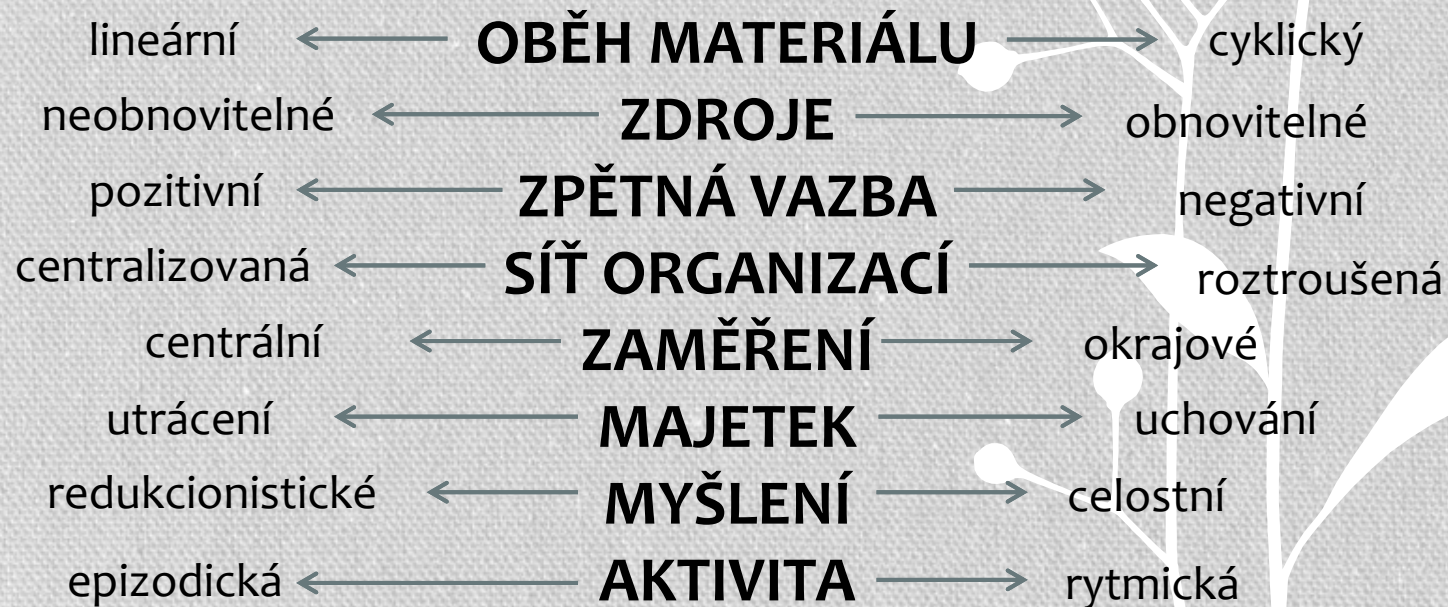 lineární OBĚH MATERIÁLU cyklický
neobnovitelné ZDROJE obnovitelné
pozitivní ZPĚTNÁ VAZBA negativní
centralizovaná SÍŤ ORGANIZACÍ roztroušená
centrální ZAMĚŘENÍ okrajové
utrácení MAJETEK uchování
redukcionistické MYŠLENÍ celostní
epizodická AKTIVITA rytmická